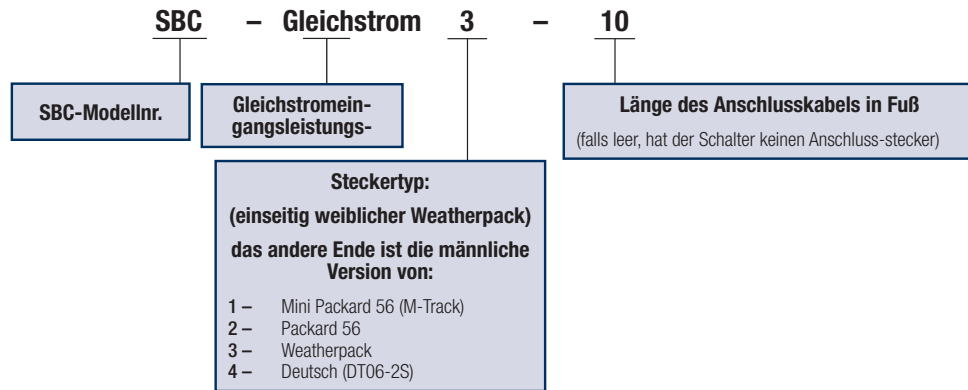 SBC – Gleichstrom 3 - 10
SBC-Modellnr.
Gleichstromein-
gangsleistungs-
Länge des Anschlusskabels in Fuß
(falls leer, hat der Schalter keinen Anschluss-stecker)
Steckertyp:
(einseitig weiblicher Weatherpack)
das andere Ende ist die männliche
Version von:
1 – Mini Packard 56 (M-Track)
2 – Packard 56
3 – Weatherpack
4 – Deutsch (DT06-2S)